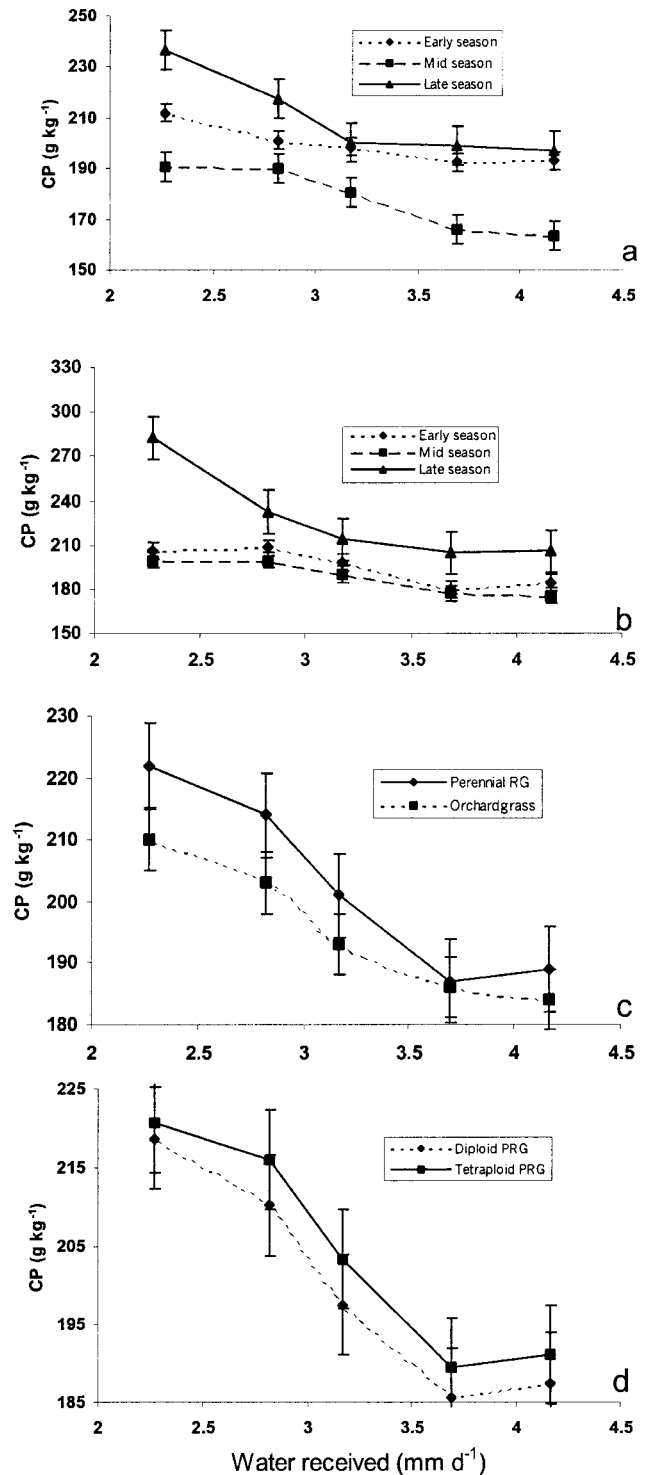 250
230
210
190
170
150
CP (g kg⁻¹)
Early season
Mid season
Late season
a
2 2.5 3 3.5 4 4.5
330
300
270
240
210
180
150
CP (g kg⁻¹)
Early season
Mid season
Late season
b
2 2.5 3 3.5 4 4.5
230
220
210
200
190
180
CP (g kg⁻¹)
Perennial RG
Orchardgrass
c
2 2.5 3 3.5 4 4.5
225
215
205
195
185
CP (g kg⁻¹)
Diploid PRG
Tetraploid PRG
d
2 2.5 3 3.5 4 4.5
Water received (mm d⁻¹)